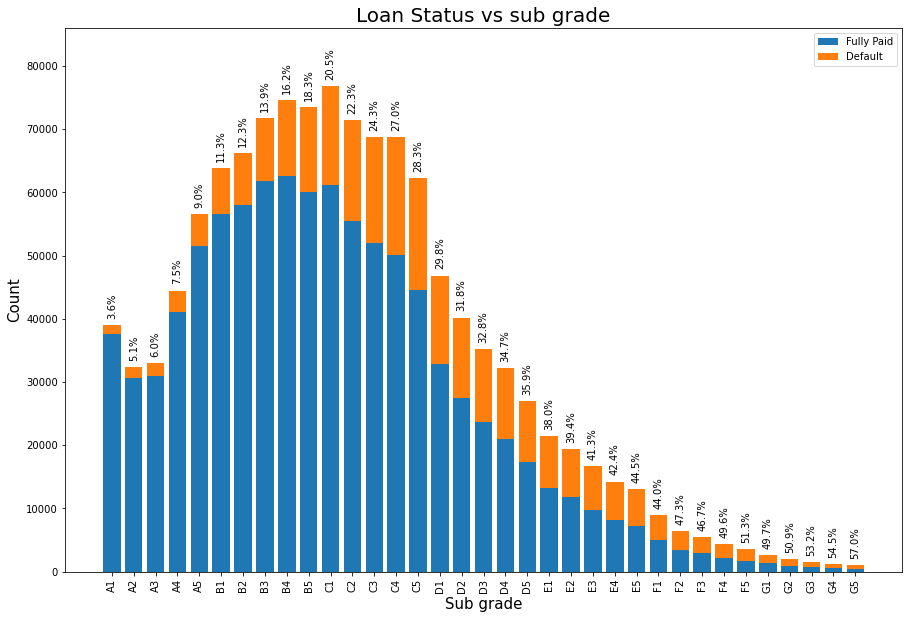 Loan Status vs sub grade
Fully Paid
Default
Count
80000
70000
60000
50000
40000
30000
20000
10000
0
3.6%
5.1%
6.0%
7.5%
9.0%
11.3%
12.3%
13.9%
16.2%
18.3%
20.5%
22.3%
24.3%
27.0%
28.3%
29.8%
31.8%
32.8%
34.7%
35.9%
38.0%
39.4%
41.3%
42.4%
44.5%
44.0%
47.3%
46.7%
49.6%
51.3%
49.7%
50.9%
53.2%
54.5%
57.0%
A1
A2
A3
A4
A5
B1
B2
B3
B4
B5
C1
C2
C3
C4
C5
D1
D2
D3
D4
D5
E1
E2
E3
E4
E5
F1
F2
F3
F4
F5
G1
G2
G3
G4
G5
Sub grade